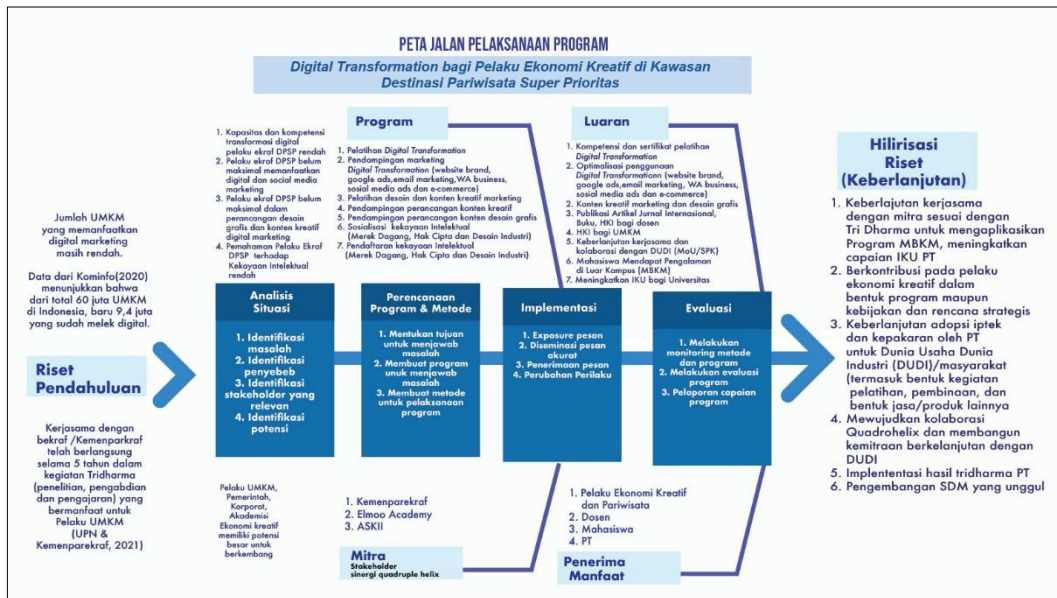 PETA JALAN PELAKSANAAN PROGRAM
Digital Transformation bagi Pelaku Ekonomi Kreatif di Kawasan
Destinasi Pariwisata Super Prioritas
Jumlah UMKM
yang memanfaatkan
digital marketing
masih rendah.
Data dari Kominfo(2020)
menunjukkan bahwa
dari total 60 juta UMKM
di Indonesia, baru 9,4 juta
yang sudah melek digital.
Riset
Pendahuluan
Kerjasama dengan
bekraf /Kemenparkraf
telah berlangsung
selama 5 tahun dalam
kegiatan Tridharma
(penelitian, pengabdian
dan pengajaran) yang
bermanfaat untuk
Pelaku UMKM
(UPN &
Kemenparekraf, 2021)
1. Kapasitas dan kompetensi
transformasi digital
pelaku ekraf DPSP rendah
2. Pelaku ekraf DPSP belum
maksimal memanfaatkan
digital dan social media
marketing
3. Pelaku ekraf DPSP belum
maksimal dalam
perancangan desain
grafis dan konten kreatif
digital marketing
4. Pemahaman Pelaku Ekraf
DPSP terhadap
Kekayaan Intelektual
rendah
Analisis
Situasi
1. Identifikasi
masalah
2. Identifikasi
penyebeb
3. Identifikasi
stakeholder yang
relevan
4. Identifikasi
potensi
Pelaku UMKM,
Pemerintah,
Korporat,
Akademisi
Ekonomi kreatif
memiliki potensi
besar untuk
berkembang
Program
1. Pelatihan Digital Transformation
2. Pendampingan marketing
Digital Transformation (website brand,
google ads,email marketing,WA business,
sosial media ads dan e-commerce)
3. Pelatihan desain dan konten kreatif marketing
4. Pendampingan perancangan konten kreatif
5. Pendampingan perancangan konten desain grafis
6. Sosialisasi kekayaan Intelektual
(Merek Dagang, Hak Cipta dan Desain Industri)
7. Pendaftaran kekayaan Intelektual
(Merek Dagang, Hak Cipta dan Desain Industri)
Perencanaan
Program & Metode
1. Mentukan tujuan
untuk menjawab
masalah
2. Membuat program
unuk menjawab
masalah
3. Membuat metode
untuk pelaksanaan
program
1. Kemenparekraf
2. Elmoo Academy
3. ASKII
Mitra
Stakeholder
sinergi quadruple helix
Luaran
1. Kompetensi dan sertifikat pelatihan
Digital Transformation
2. Optimalisasi penggunaan
Digital Transformationn (website brand,
google ads,email marketing, WA business,
sosial media ads dan e-commerce)
2. Konten kreatif marketing dan desain grafis
3. Publikasi Artikel Jurnal Internasional,
Buku, HKI bagi dosen
4. HKI bagi UMKM
5. Keberlanjutan kerjasama dan
kolaborasi dengan DUDI (MoU/SPK)
6. Mahasiswa Mendapat Pengalaman
di Luar Kampus (MBKM)
7. Meningkatkan IKU bagi Universitas
Implementasi
1. Exposure pesan
2. Diseminasi pesan
akurat
3. Penerimaan pesan
4. Perubahan Perilaku
Evaluasi
1. Melakukan
monitoring metode
dan program
2. Melokukan evaluasi
program
3. Pelaporan capaian
program
1. Pelaku Ekonomi Kreatif
dan Pariwisata
2. Dosen
3. Mahasiswa
4. PT
Penerima
Manfaat
Hilirisasi
Riset
(Keberlanjutan)
1. Keberlajutan kerjasama
dengan mitra sesuai dengan
Tri Dharma untuk mengaplikasikan
Program MBKM, meningkatkan
capaian IKU PT
2. Berkontribusi pada pelaku
ekonomi kreatif dalam
bentuk program maupun
kebijakan dan rencana strategis
3. Keberlanjutan adopsi iptek
dan kepakaran oleh PT
untuk Dunia Usaha Dunia
Industri (DUDI)/masyarakat
(termasuk bentuk kegiatan
pelatihan, pembinaan, dan
bentuk jasa/produk lainnya
4. Mewujudkan kolaborasi
Quadrohelix dan membangun
kemitraan berkelanjutan dengan
DUDI
5. Implententasi hasil tridharma PT
6. Pengembangan SDM yang unggul